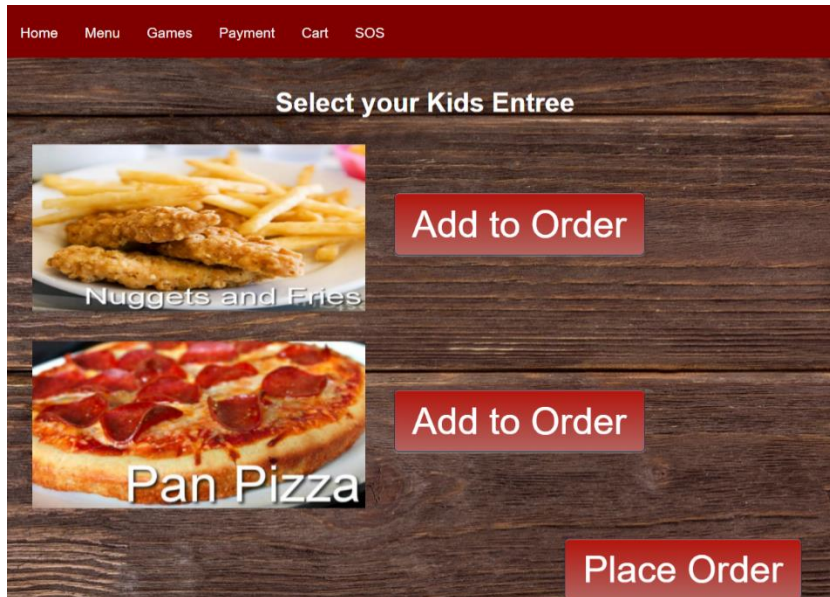 Home Menu Games Payment Cart SOS
Select your Kids Entree
Add to Order
Nuggets and Fries
Add to Order
Pan Pizza
Place Order